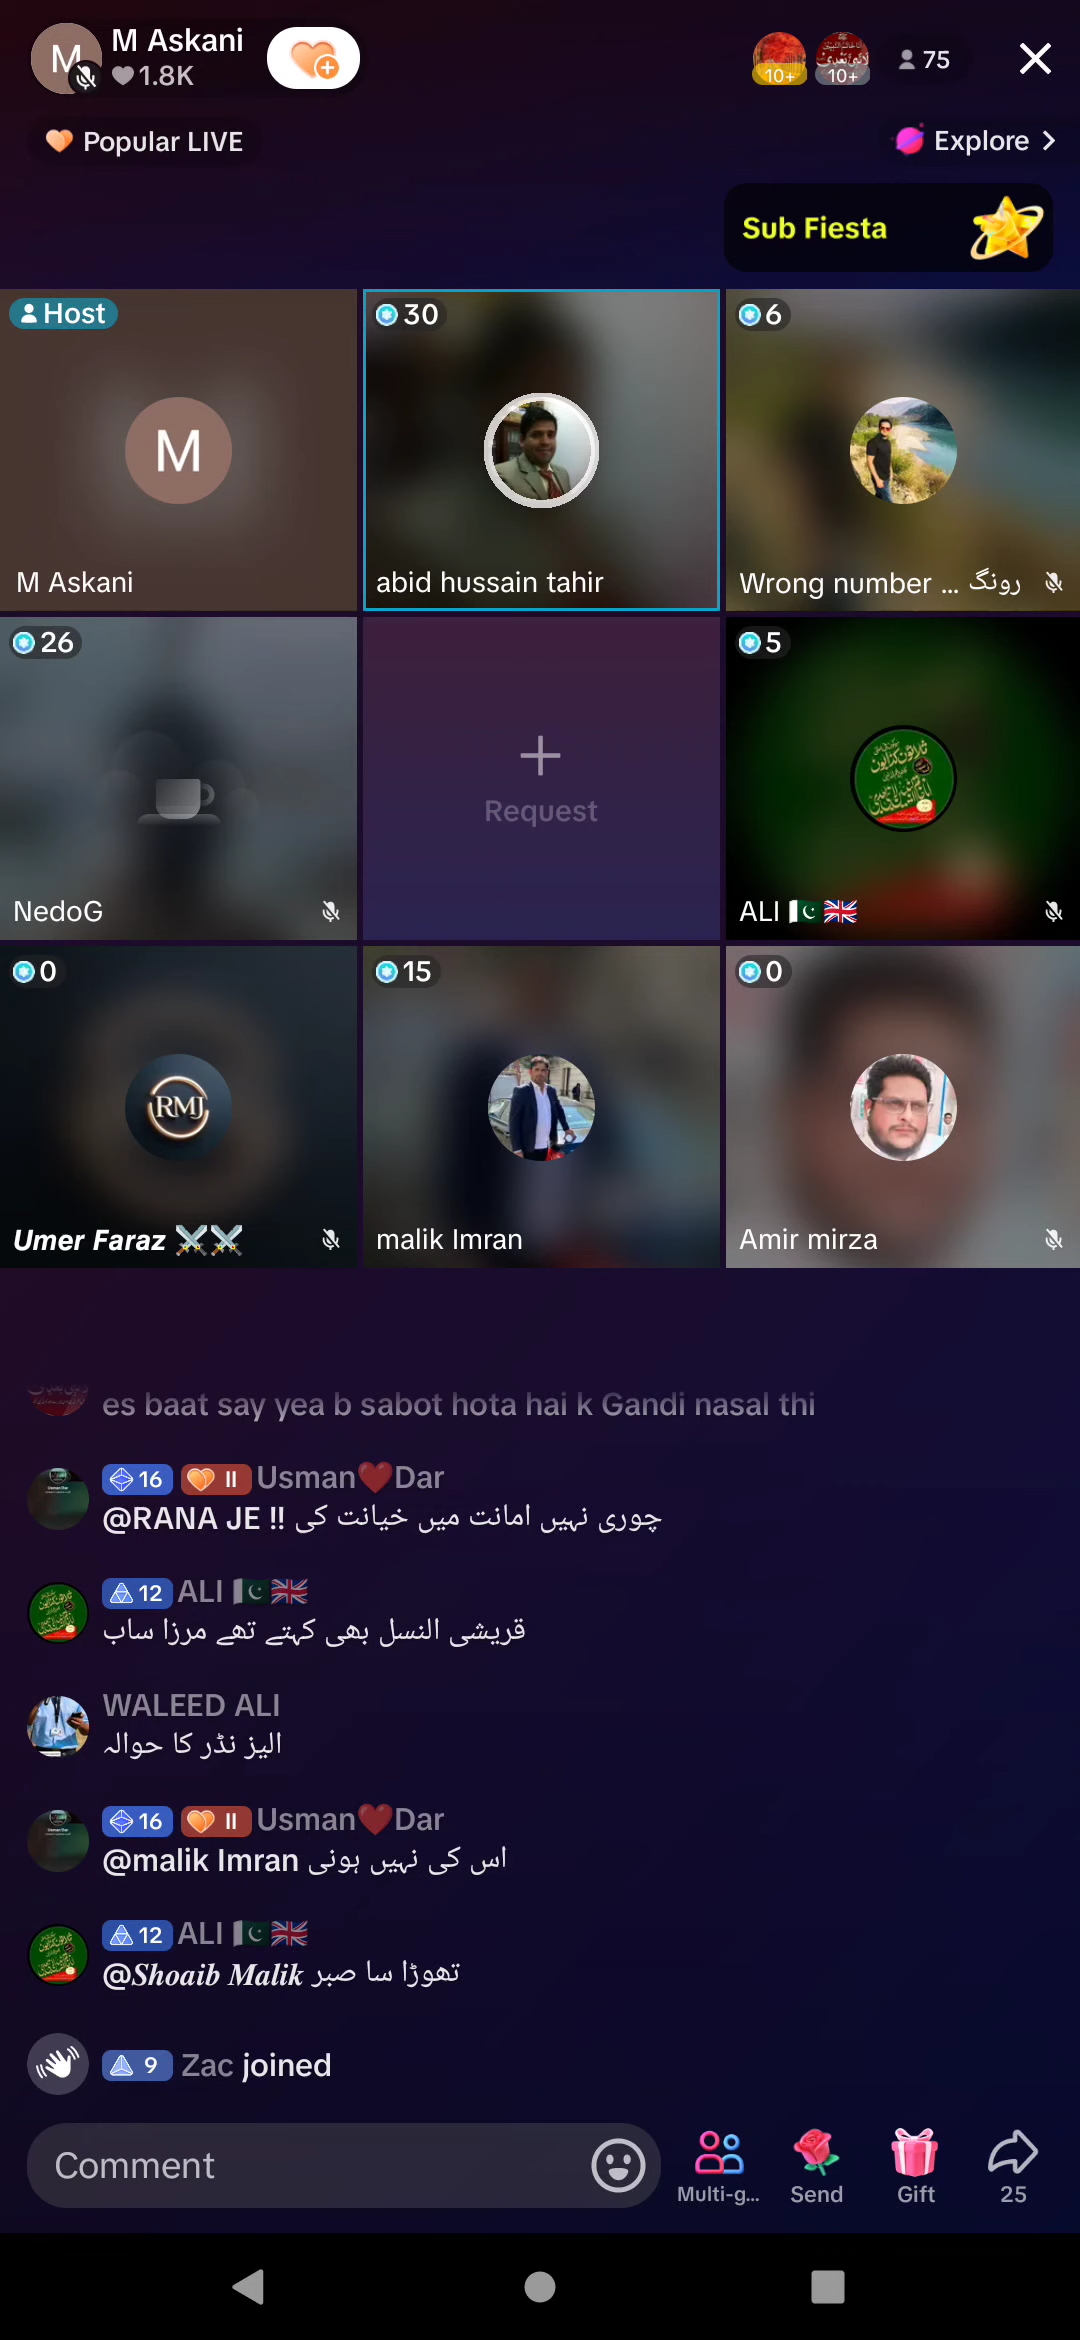 M Askani
1.8K
10+
10+
75
Popular LIVE
Explore
Sub Fiesta
Host
M
M Askani
30
abid hussain tahir
6
Wrong number ... رونگ
26
NedoG
Request
5
ALI 🇵🇰🇬🇧
0
RMJ
Umer Faraz ⚔️⚔️
15
malik Imran
0
Amir mirza
es baat say yea b sabot hota hai k Gandi nasal thi
16 II Usman❤️Dar
@RANA JE !! چوری نہیں امانت میں خیانت کی
12 ALI 🇵🇰🇬🇧
قریشی النسل بھی کہتے تھے مرزا ساب
WALEED ALI
الیز نڈر کا حوالہ
16 II Usman❤️Dar
@malik Imran اس کی نہیں ہونی
12 ALI 🇵🇰🇬🇧
@Shoaib Malik تھوڑا سا صبر
9 Zac joined
Comment
Multi-g...
Send
Gift
25